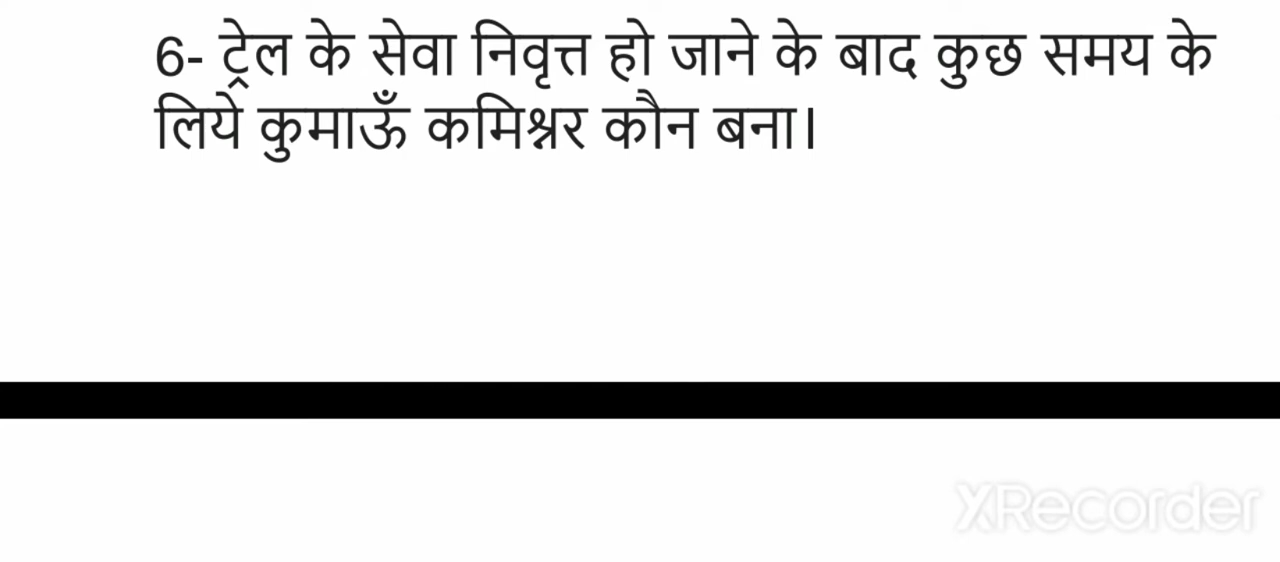 6- ट्रेल के सेवा निवृत्त हो जाने के बाद कुछ समय के
लिये कुमाऊँ कमिश्नर कौन बना।
XRecorder